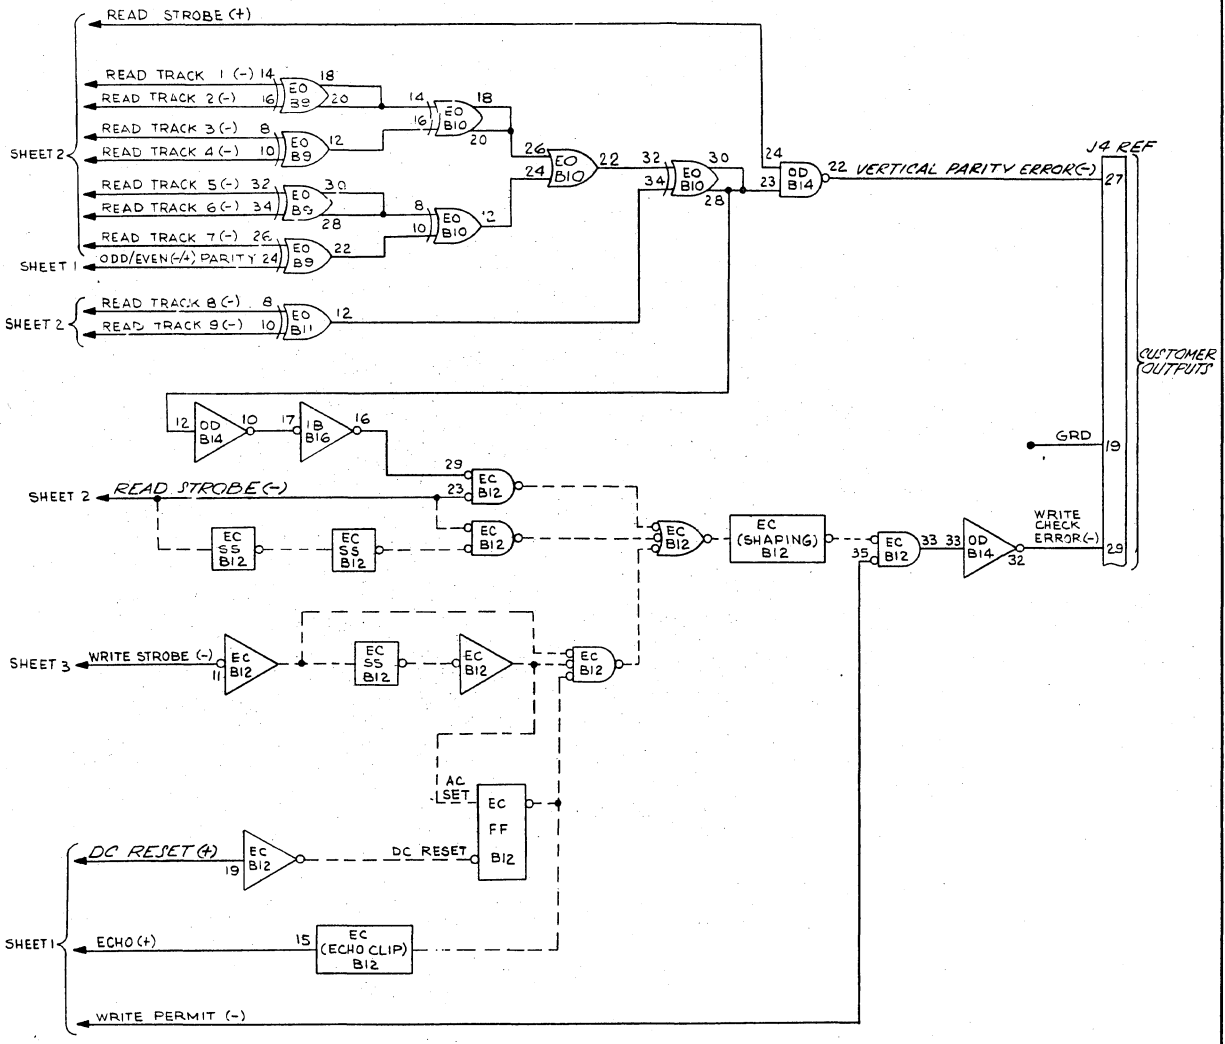 READ STROBE (+)
READ TRACK 1 (-) 14 18
READ TRACK 2 (-) 16 EO B9 20
14 EO B10 18
16 20
READ TRACK 3 (-) 8
READ TRACK 4 (-) 10 EO B9 12
SHEET 2
26 EO B10 22
24
32 EO B10 30
34 28
24 OD B14 22 VERTICAL PARITY ERROR (-)
23
J4 REF
27
READ TRACK 5 (-) 32 30
READ TRACK 6 (-) 34 EO B9 28
8 EO B10 12
10
READ TRACK 7 (-) 26
ODD/EVEN (-/+) PARITY 24 EO B9 22
SHEET 1
READ TRACK 8 (-) 8
READ TRACK 9 (-) 10 EO B11 12
SHEET 2
CUSTOMER
OUTPUTS
12 OD B14 10 17 IB B16 16
GRD 19
29 EC B12
SHEET 2 READ STROBE (-) 23
EC SS B12
EC SS B12
EC B12
EC B12
EC
(SHAPING)
B12
35 EC B12 33 33 OD B14 32
WRITE
CHECK
ERROR (-)
29
SHEET 3 WRITE STROBE (-) 11 EC B12
EC SS B12
EC B12
EC B12
AC
SET
EC
FF
B12
DC RESET (+) 19 EC B12 DC RESET
SHEET 1
ECHO (+) 15 EC
(ECHO CLIP)
B12
WRITE PERMIT (-)